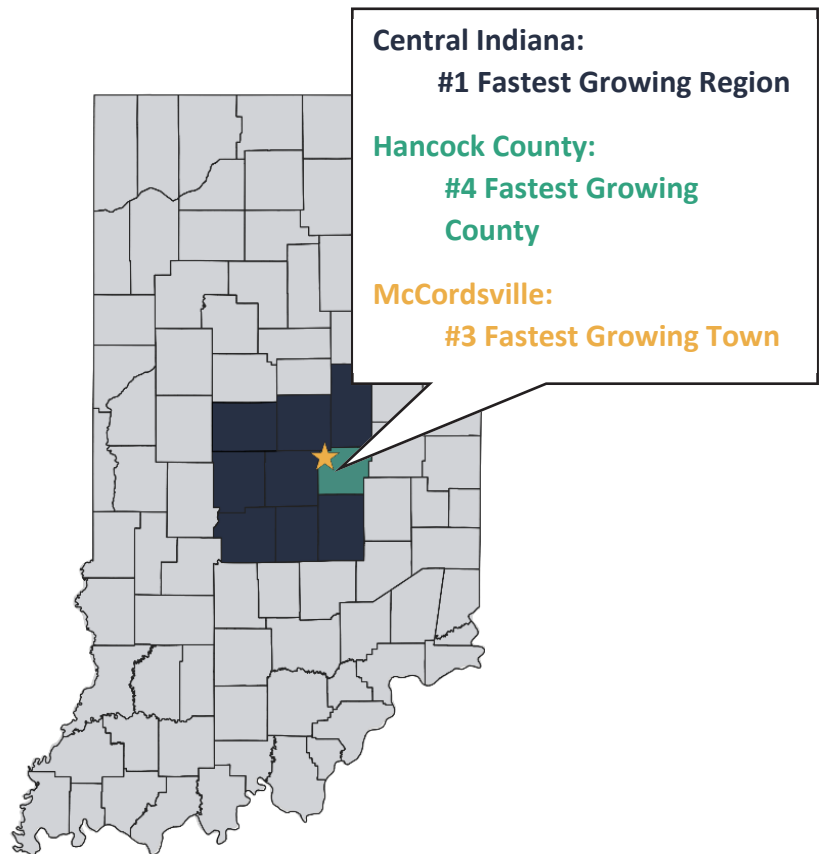 Central Indiana:
#1 Fastest Growing Region
Hancock County:
#4 Fastest Growing
County
McCordsville:
#3 Fastest Growing Town